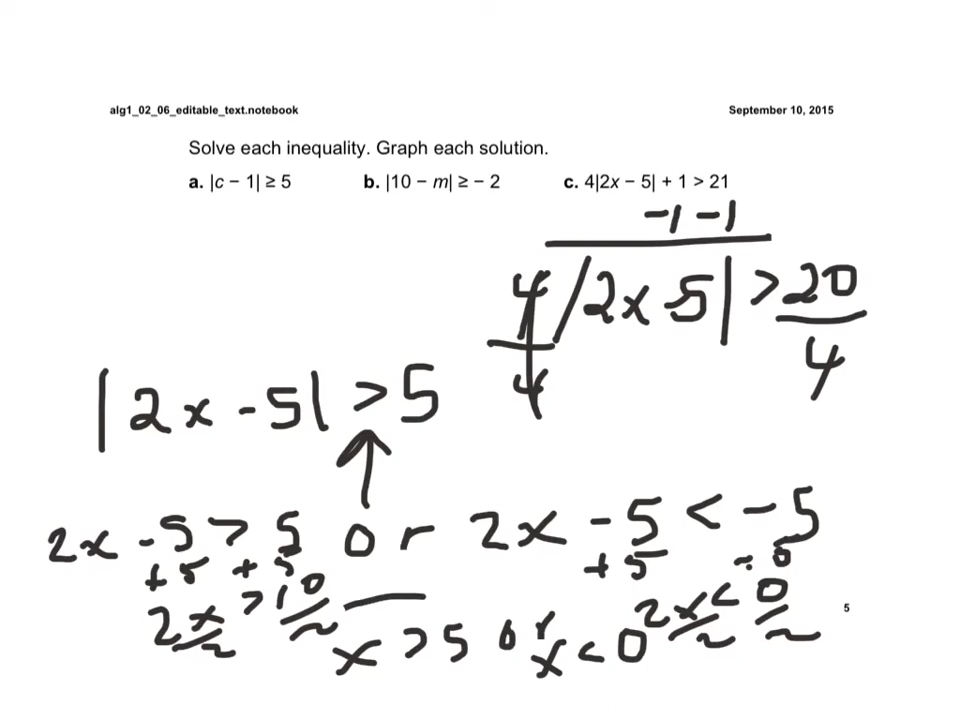 alg1_02_06_editable_text.notebook September 10, 2015
Solve each inequality. Graph each solution.
a. |c − 1| ≥ 5 b. |10 − m| ≥ − 2 c. 4|2x − 5| + 1 > 21
-1 -1
4|2x-5| > 20
4 4
|2x-5| > 5
2x-5 > 5 or 2x-5 < -5
+5 +5 +5
2x > 10 2x < 0
2 2 2 2
x > 5 or x < 0
5